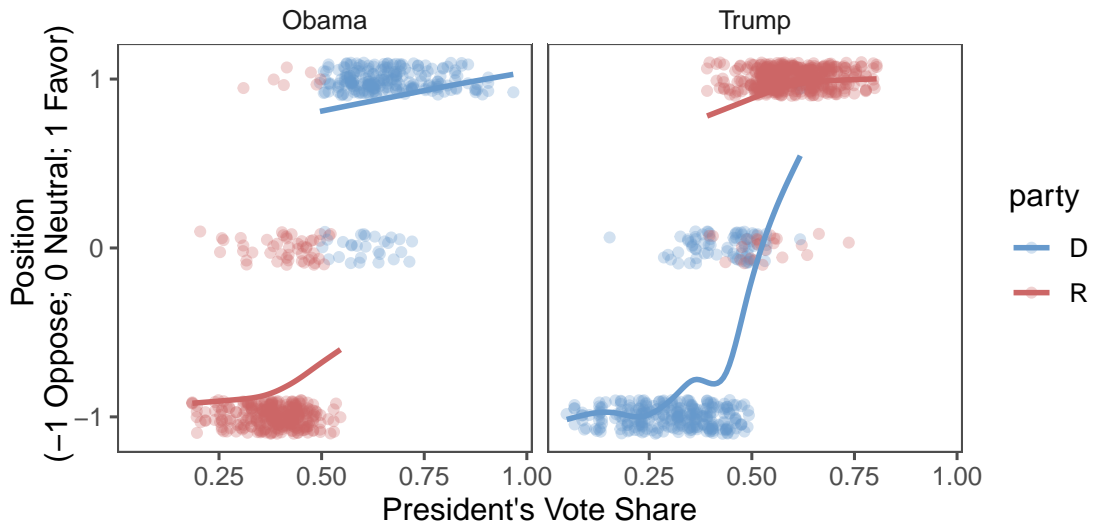 Obama
Trump
Position
(−1 Oppose; 0 Neutral; 1 Favor)
1
0
−1
0.25
0.50
0.75
1.00
0.25
0.50
0.75
1.00
President's Vote Share
party
D
R